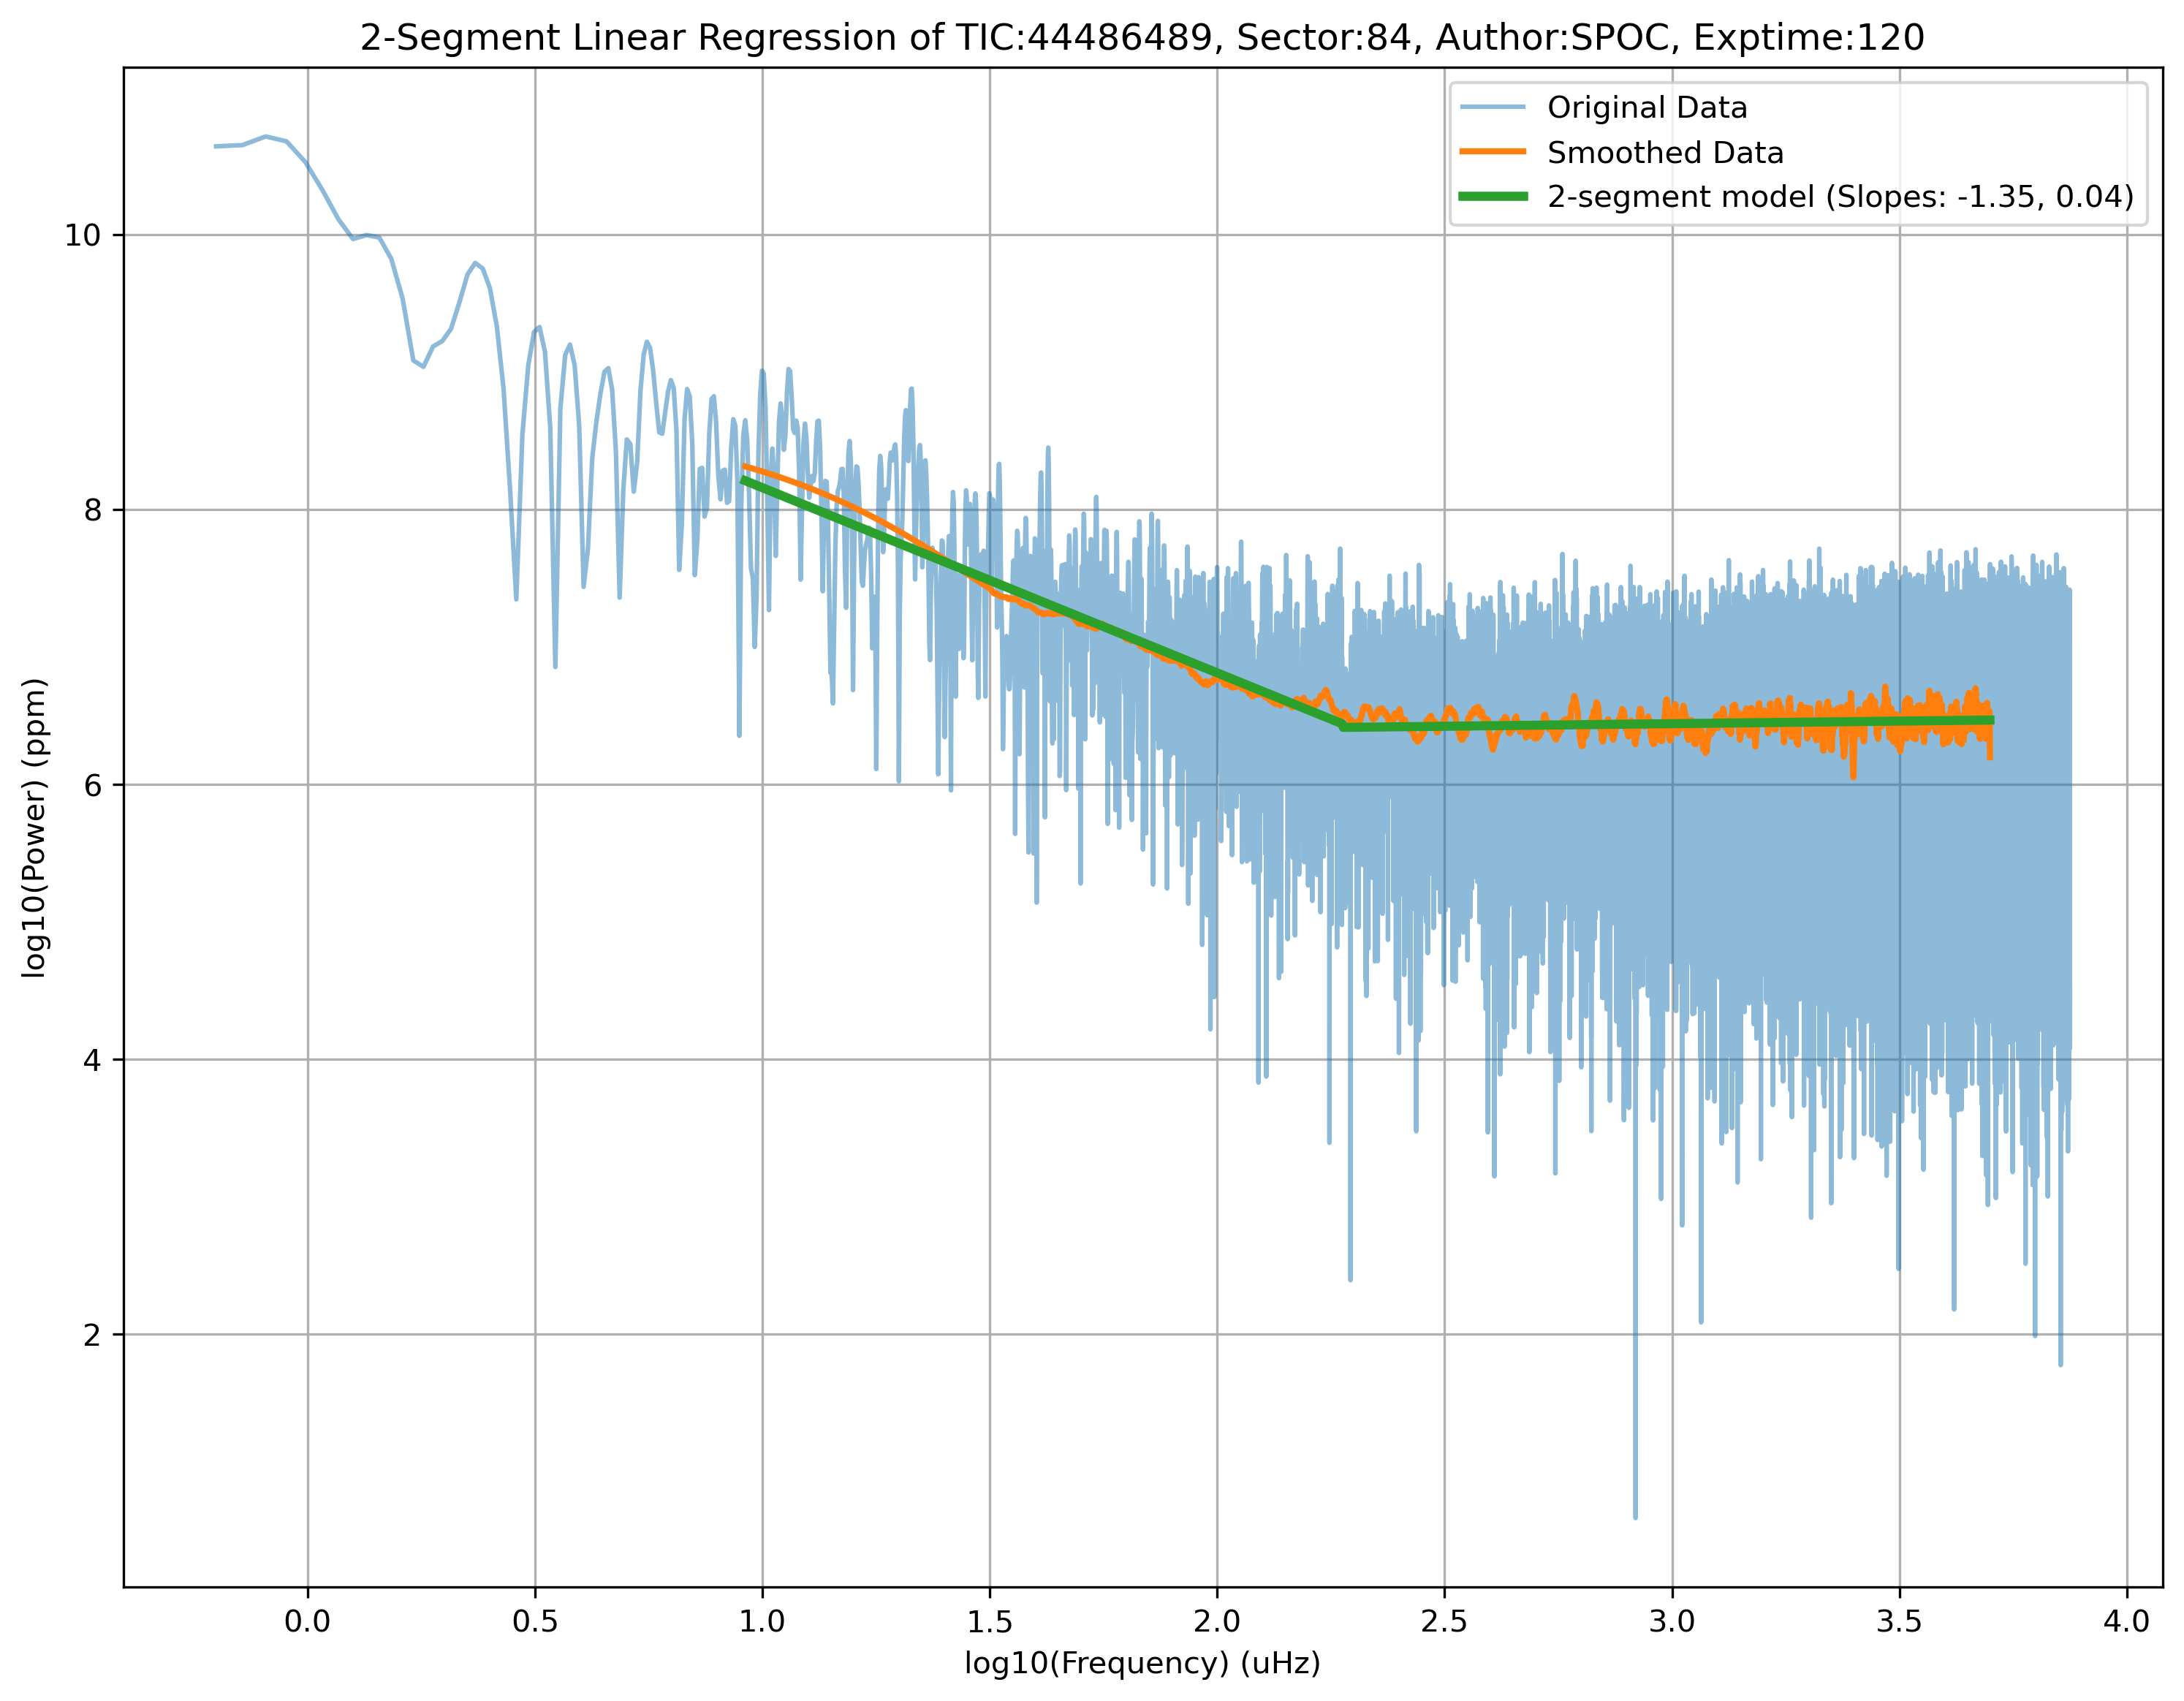 2-Segment Linear Regression of TIC:44486489, Sector:84, Author:SPOC, Exptime:120
Original Data
Smoothed Data
2-segment model (Slopes: -1.35, 0.04)
log10(Power) (ppm)
10
8
6
4
2
0.0 0.5 1.0 1.5 2.0 2.5 3.0 3.5 4.0
log10(Frequency) (uHz)